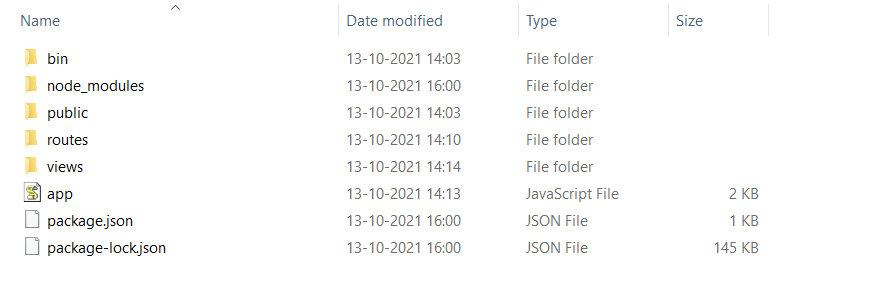 Name Date modified Type Size
bin 13-10-2021 14:03 File folder
node_modules 13-10-2021 16:00 File folder
public 13-10-2021 14:03 File folder
routes 13-10-2021 14:10 File folder
views 13-10-2021 14:14 File folder
app 13-10-2021 14:13 JavaScript File 2 KB
package.json 13-10-2021 16:00 JSON File 1 KB
package-lock.json 13-10-2021 16:00 JSON File 145 KB